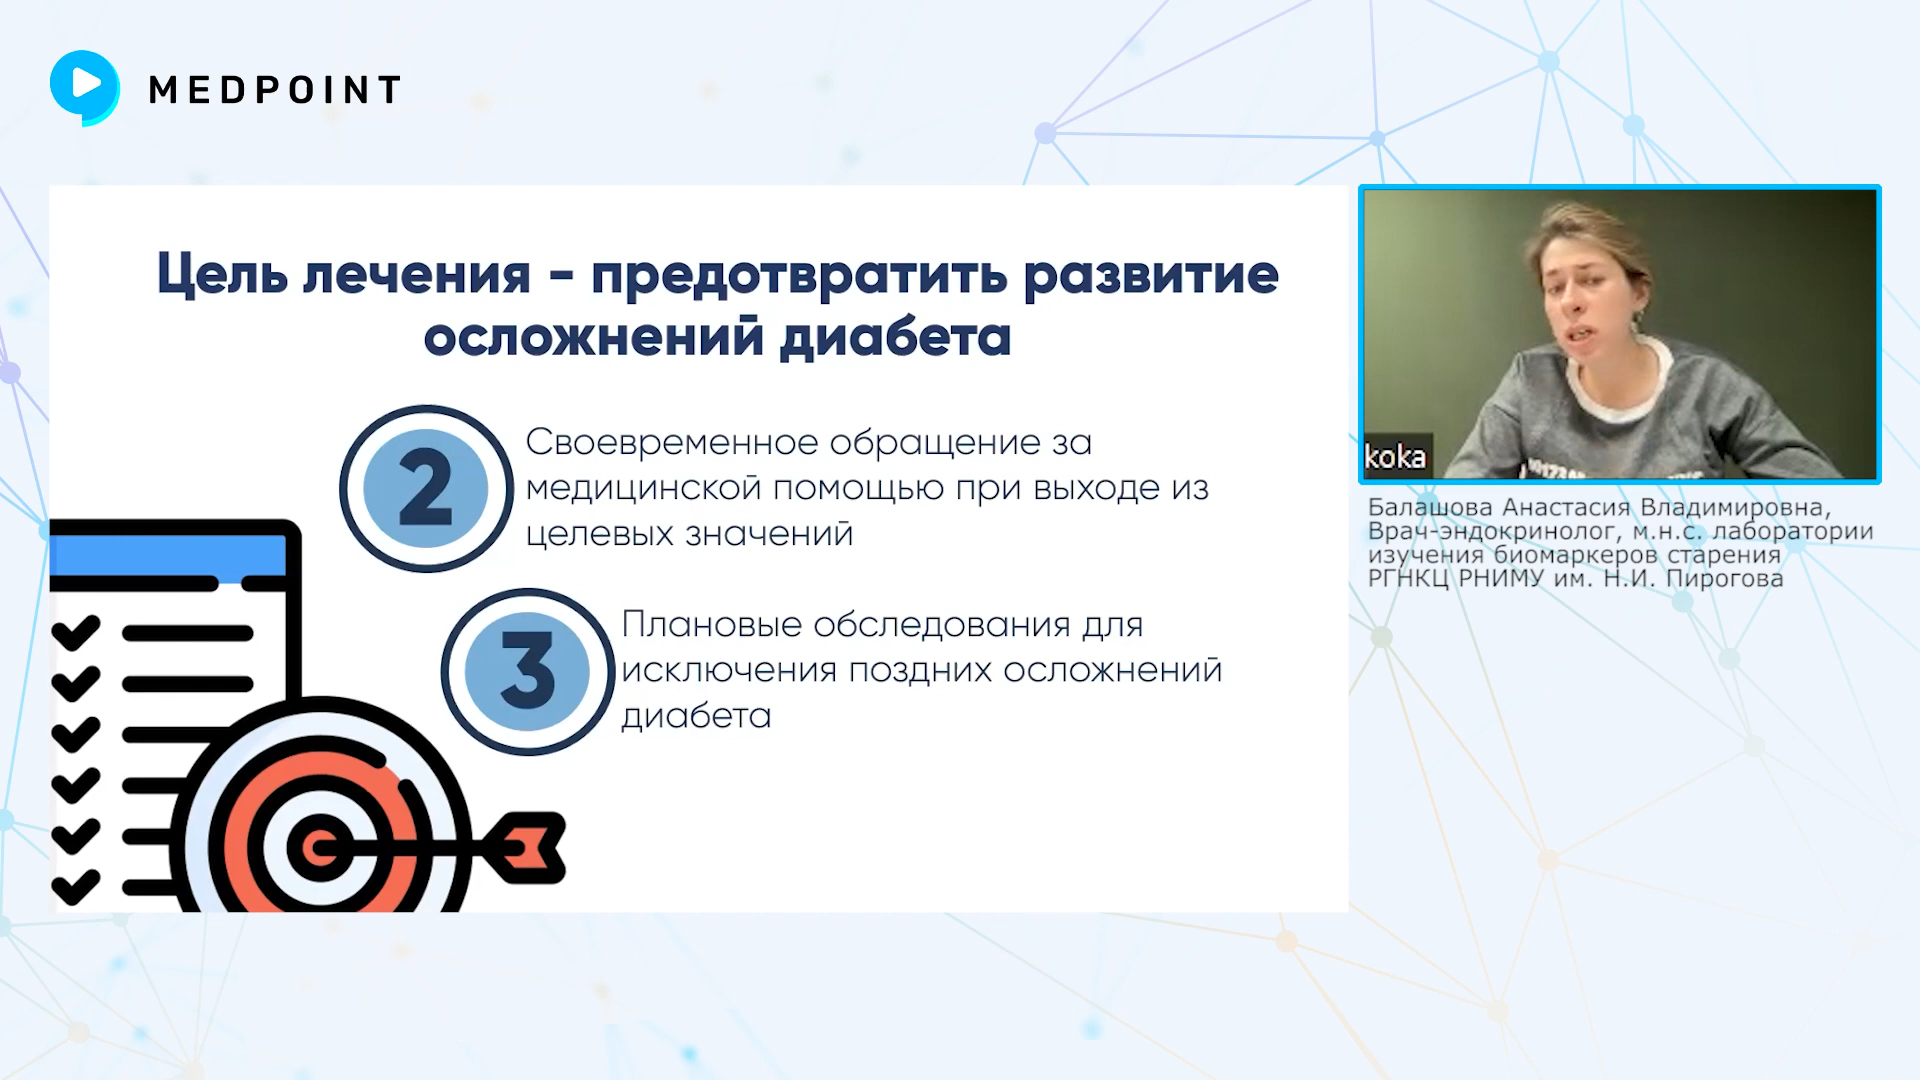 MEDPOINT
Цель лечения - предотвратить развитие
осложнений диабета
2
Своевременное обращение за
медицинской помощью при выходе из
целевых значений
3
Плановые обследования для
исключения поздних осложнений
диабета
koka
Балашова Анастасия Владимировна,
Врач-эндокринолог, м.н.с. лаборатории
изучения биомаркеров старения
РГНКЦ РНИМУ им. Н.И. Пирогова